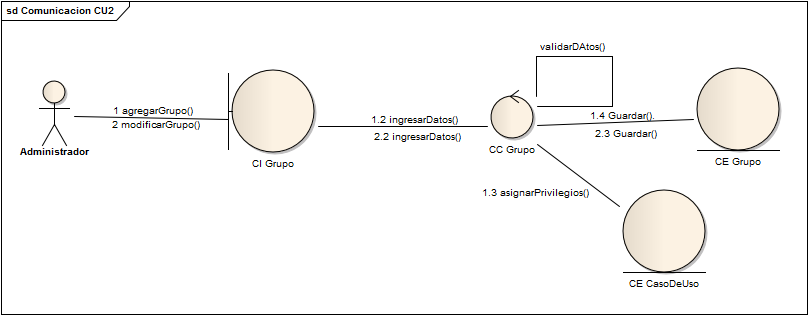 sd Comunicacion CU2
validarDAtos()
1 agregarGrupo()
2 modificarGrupo()
1.2 ingresarDatos()
2.2 ingresarDatos()
1.4 Guardar().
2.3 Guardar()
Administrador
CI Grupo
CC Grupo
CE Grupo
1.3 asignarPrivilegios()
CE CasoDeUso